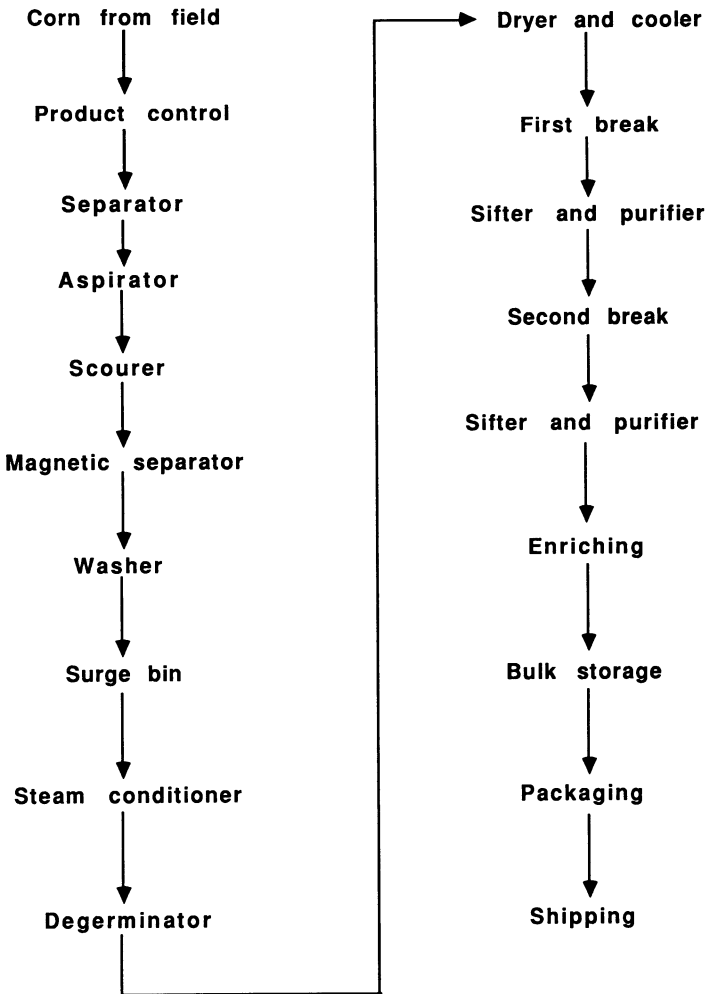 Corn from field
Product control
Separator
Aspirator
Scourer
Magnetic separator
Washer
Surge bin
Steam conditioner
Degerminator
Dryer and cooler
First break
Sifter and purifier
Second break
Sifter and purifier
Enriching
Bulk storage
Packaging
Shipping